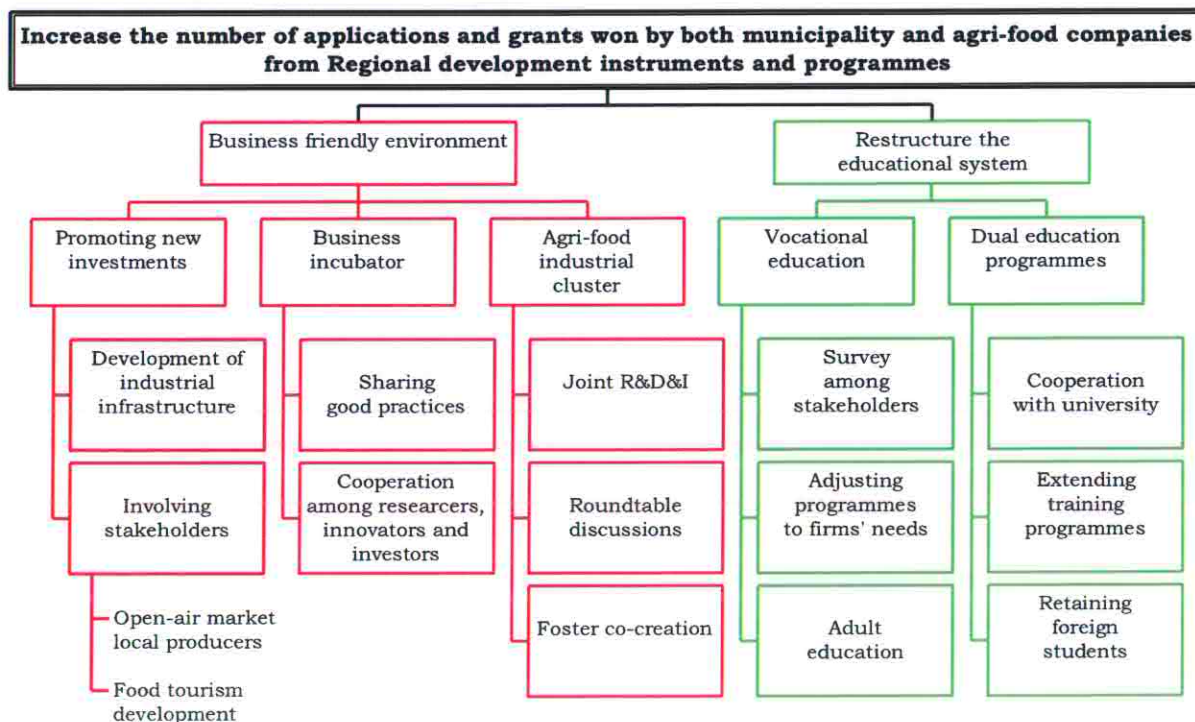 Increase the number of applications and grants won by both municipality and agri-food companies
from Regional development instruments and programmes
Business friendly environment
Restructure the
educational system
Promoting new
investments
Business
incubator
Agri-food
industrial
cluster
Vocational
education
Dual education
programmes
Development of
industrial
infrastructure
Sharing
good practices
Joint R&D&I
Survey
among
stakeholders
Cooperation
with university
Involving
stakeholders
Cooperation
among researcers,
innovators and
investors
Roundtable
discussions
Adjusting
programmes
to firms' needs
Extending
training
programmes
Open-air market
local producers
Foster co-creation
Adult
education
Retaining
foreign
students
Food tourism
development